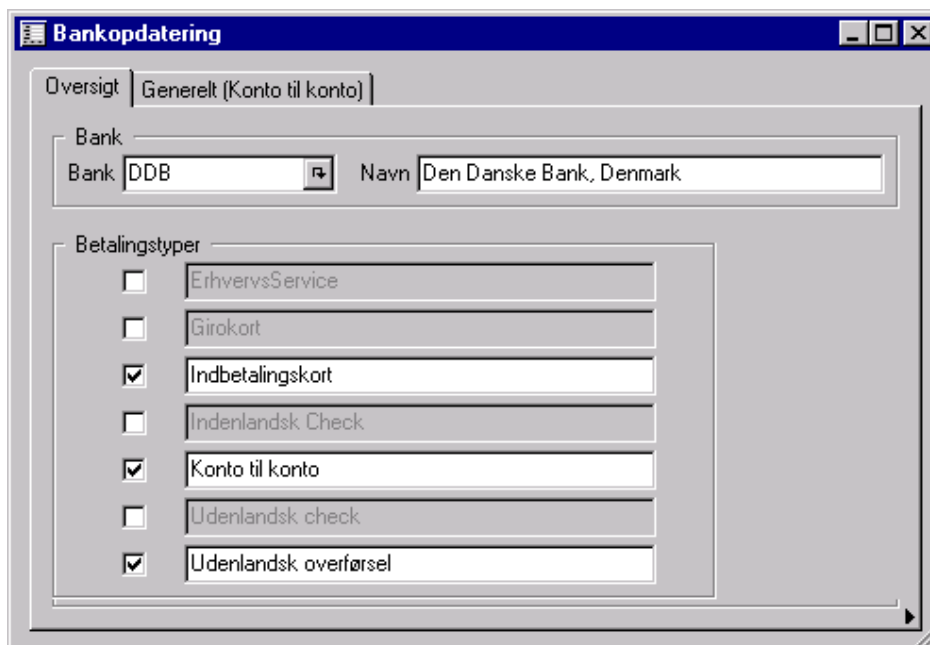 Bankopdatering
Oversigt Generelt (Konto til konto)
Bank
Bank DDB Navn Den Danske Bank, Denmark
Betalingstyper
ErhvervsService
Girokort
Indbetalingskort
Indenlandsk Check
Konto til konto
Udenlandsk check
Udenlandsk overførsel